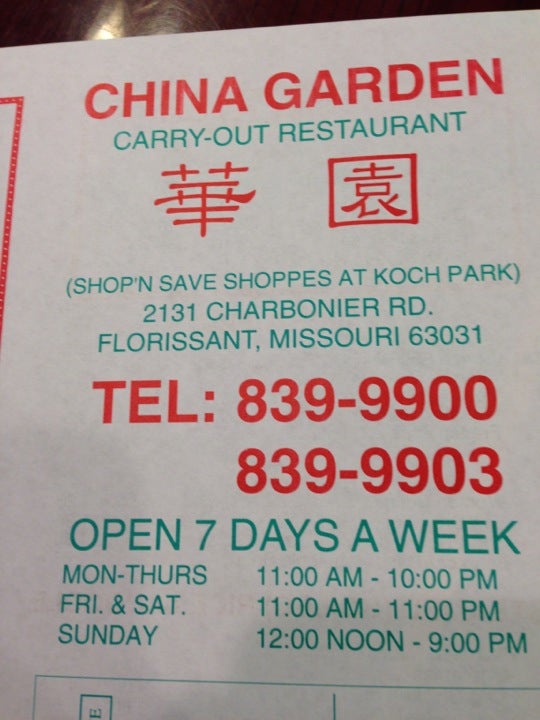 CHINA GARDEN
CARRY-OUT RESTAURANT
華 園
(SHOP'N SAVE SHOPPES AT KOCH PARK)
2131 CHARBONIER RD.
FLORISSANT, MISSOURI 63031
TEL: 839-9900
839-9903
OPEN 7 DAYS A WEEK
MON-THURS 11:00 AM - 10:00 PM
FRI. & SAT. 11:00 AM - 11:00 PM
SUNDAY 12:00 NOON - 9:00 PM